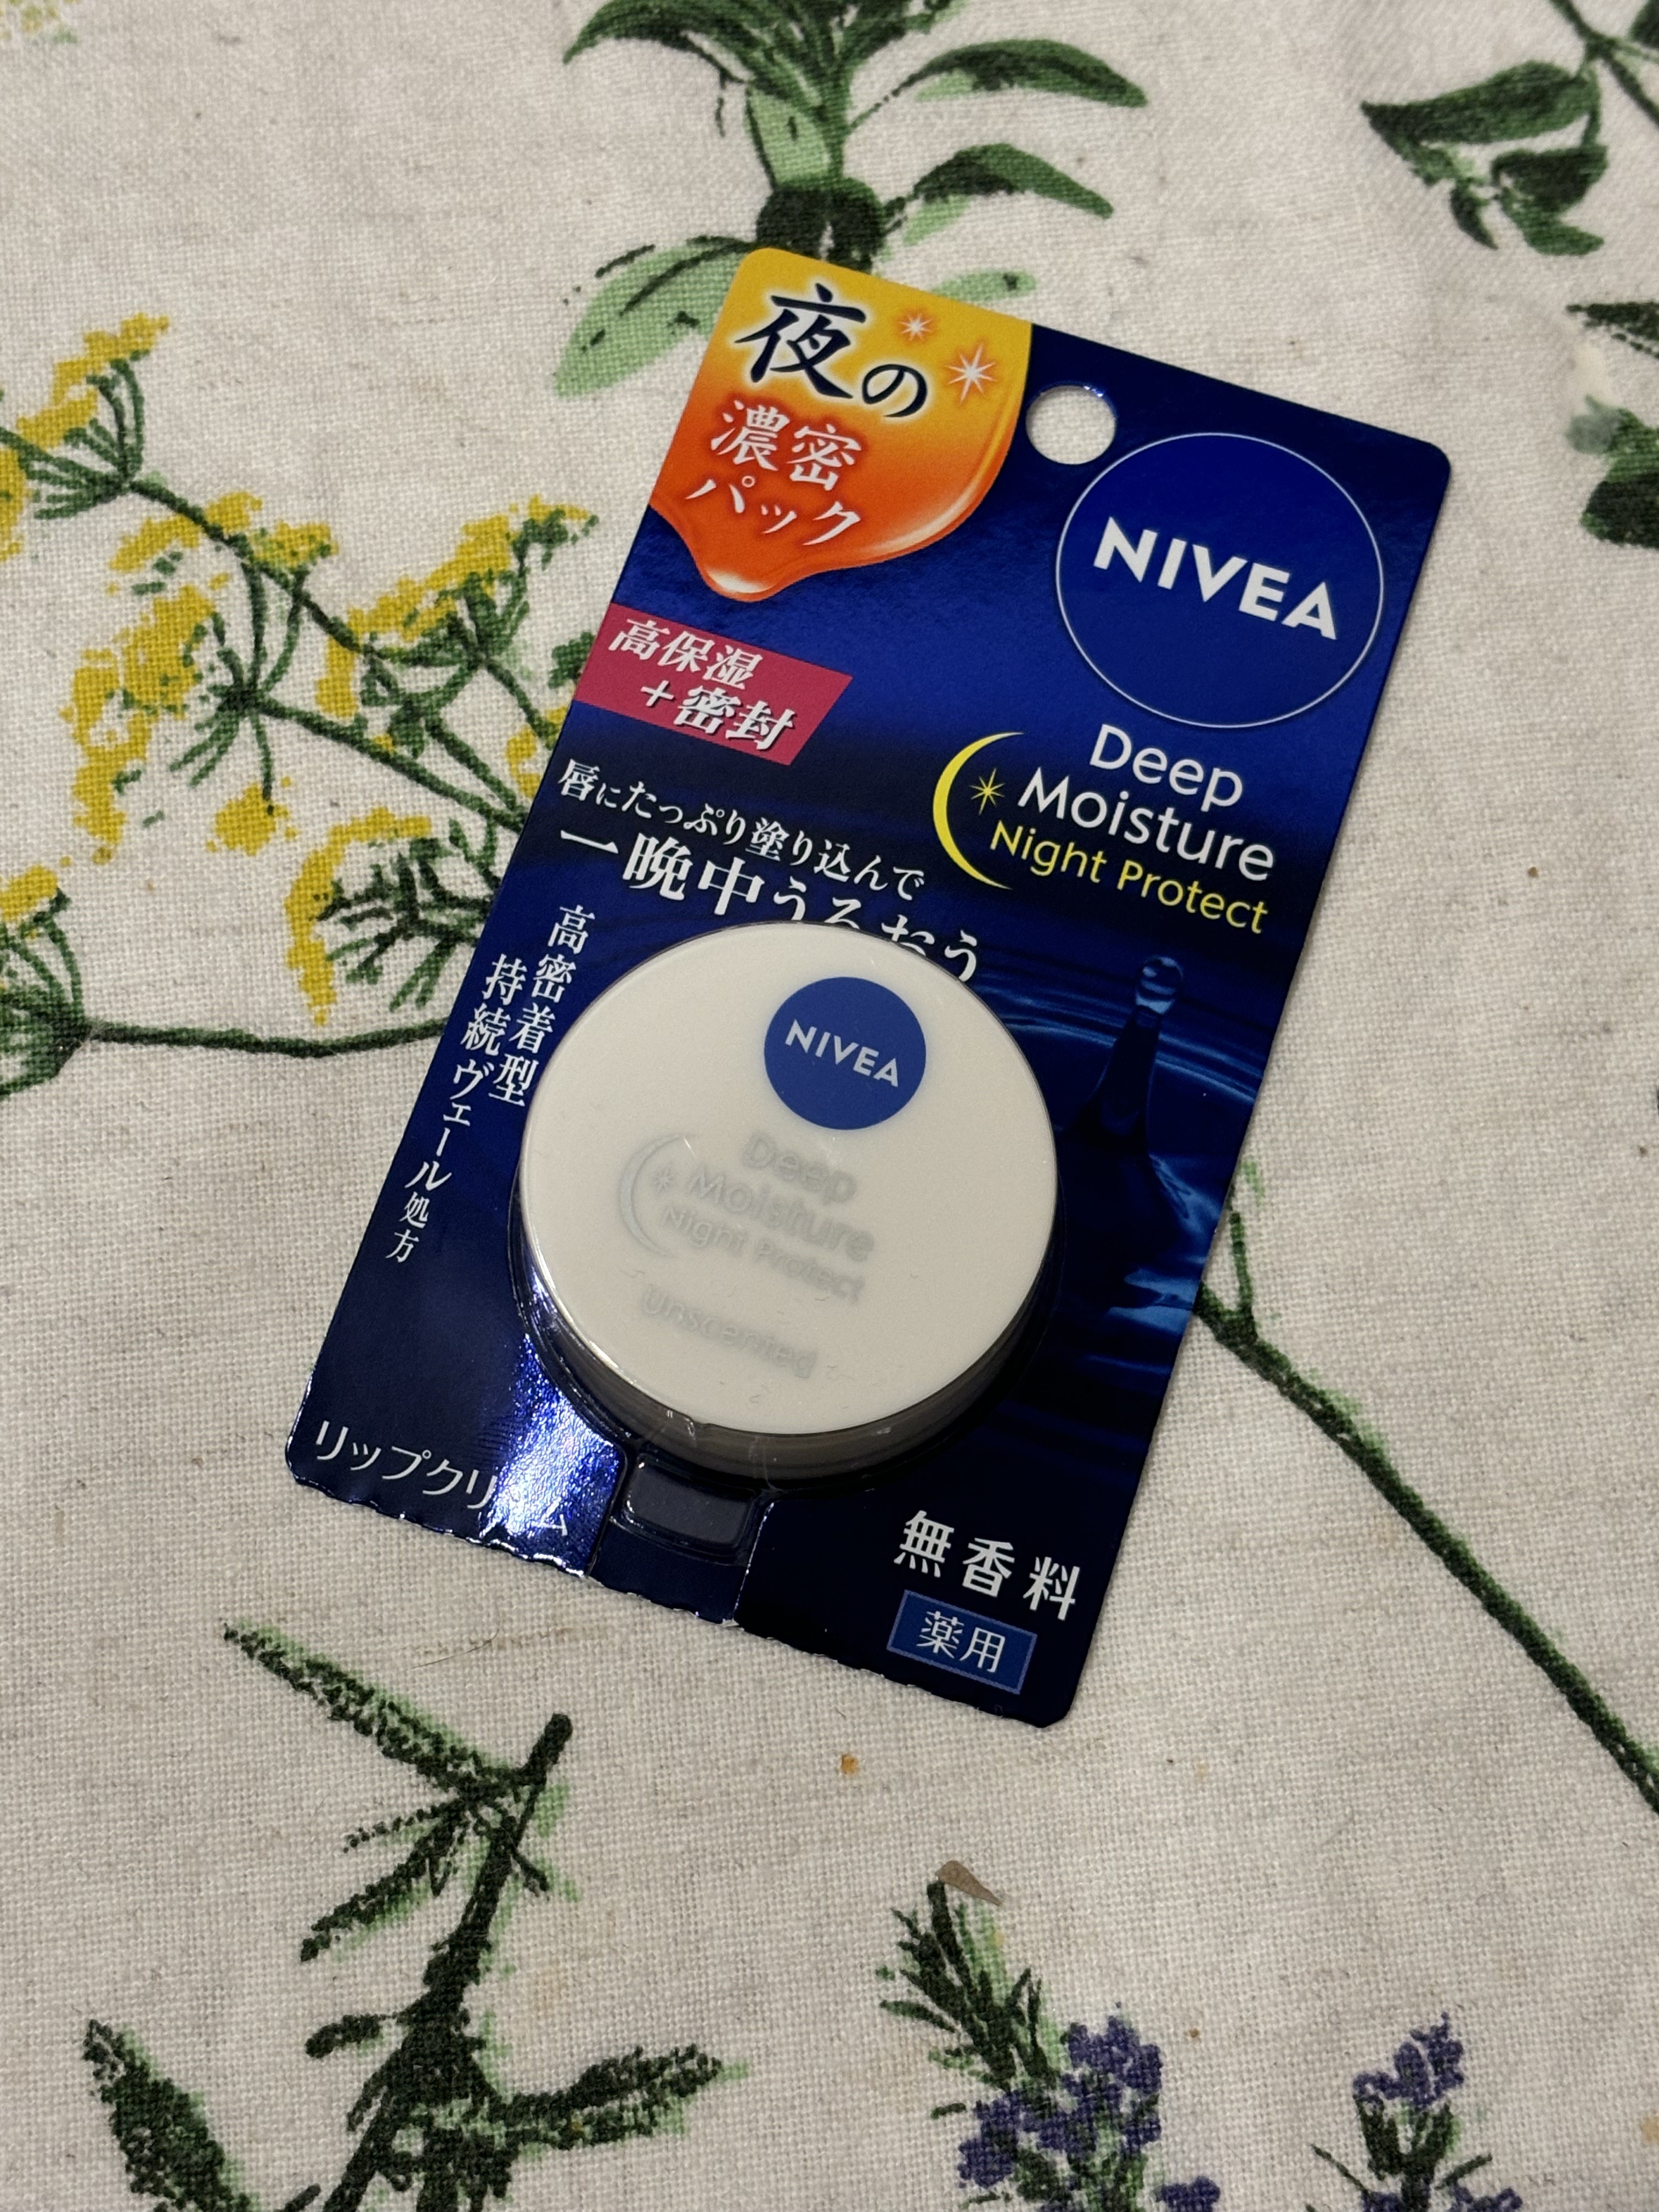 夜の
濃密
パック
NIVEA
高保湿
+密封
Deep
Moisture
Night Protect
唇にたっぷり塗り込んで
一晩中うるおう
高密着型
持続ヴェール処方
NIVEA
Deep
Moisture
Night Protect
Unscented
リップクリーム
無香料
薬用